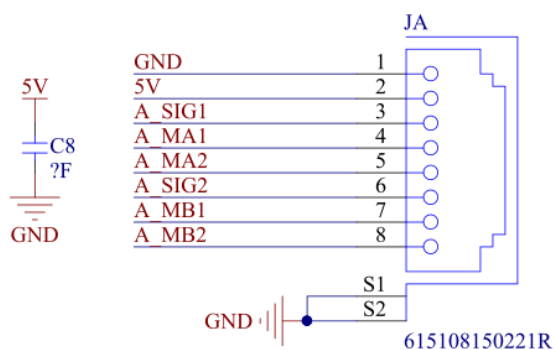 JA
GND 1
5V 2
A_SIG1 3
A_MA1 4
A_MA2 5
A_SIG2 6
A_MB1 7
A_MB2 8
5V
C8
?F
GND
S1
S2
GND
615108150221R